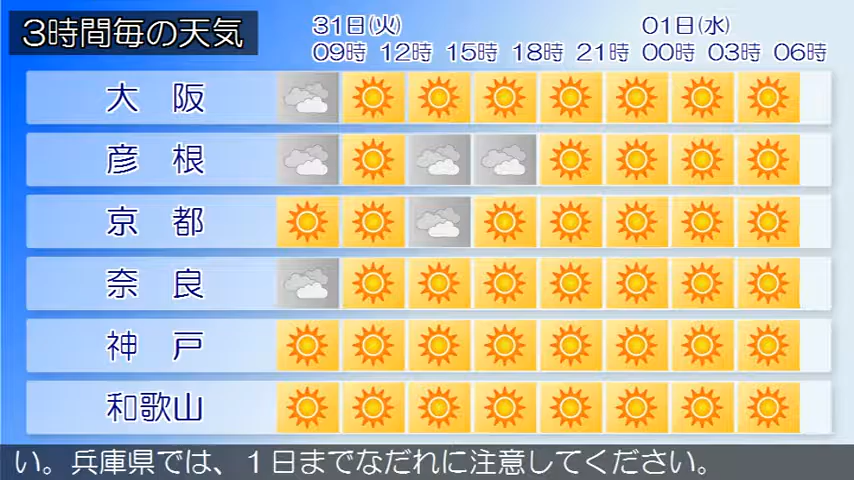 3時間毎の天気
31日(火) 01日(水)
09時 12時 15時 18時 21時 00時 03時 06時
大阪
彦根
京都
奈良
神戸
和歌山
い。兵庫県では、１日までなだれに注意してください。